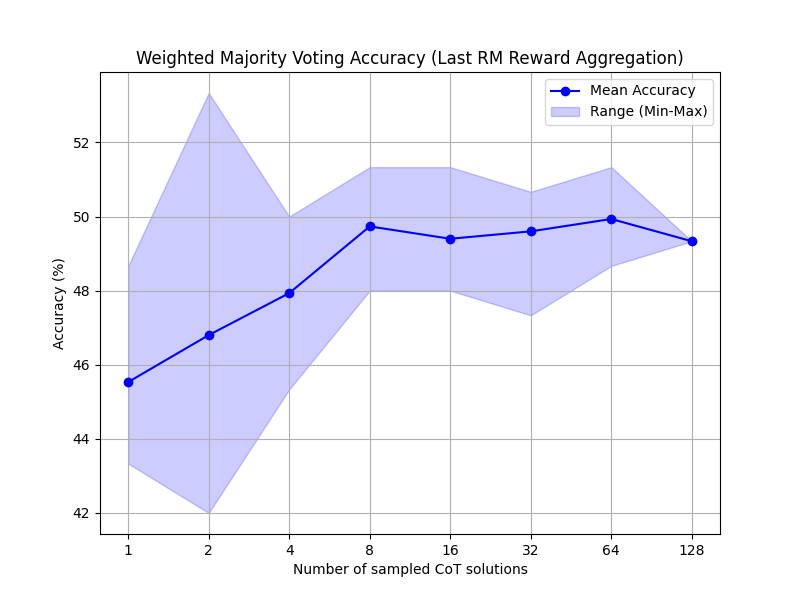 Weighted Majority Voting Accuracy (Last RM Reward Aggregation)
Mean Accuracy
Range (Min-Max)
Accuracy (%)
52
50
48
46
44
42
1 2 4 8 16 32 64 128
Number of sampled CoT solutions